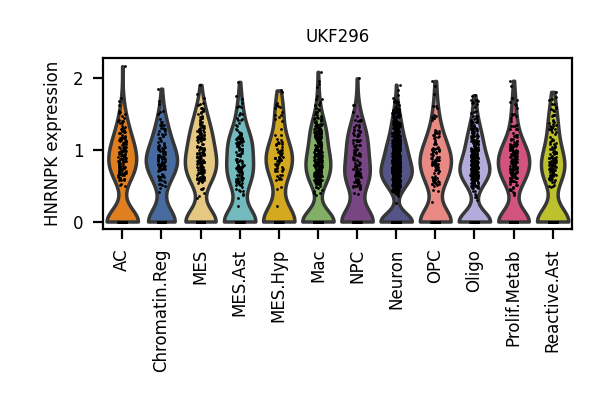 UKF296
HNRNPK expression
2
1
0
AC
Chromatin.Reg
MES
MES.Ast
MES.Hyp
Mac
NPC
Neuron
OPC
Oligo
Prolif.Metab
Reactive.Ast